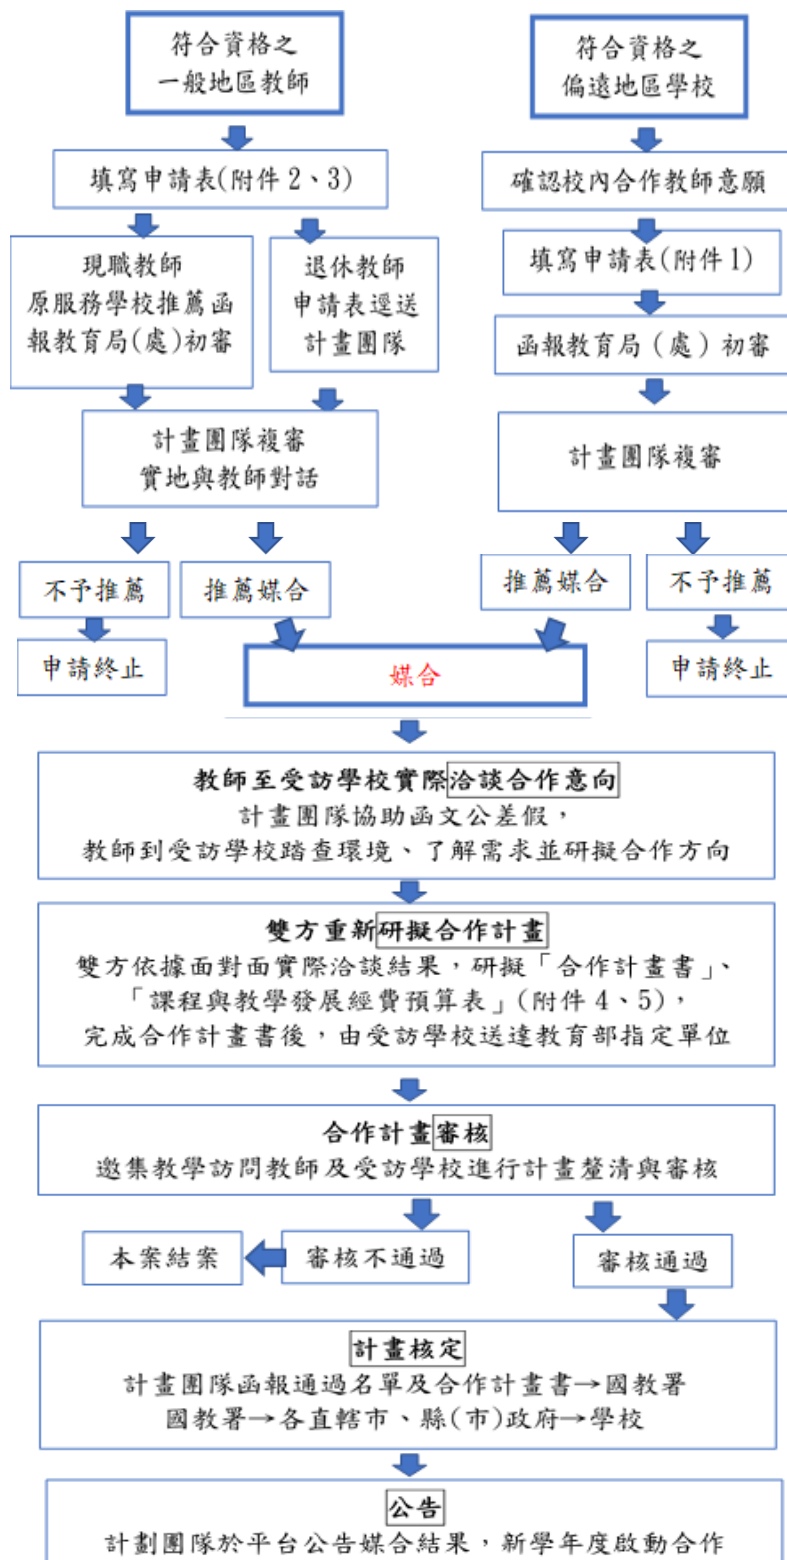 符合資格之
一般地區教師
填寫申請表(附件2、3)
現職教師
原服務學校推薦函
報教育局(處)初審
退休教師
申請表逕送
計畫團隊
計畫團隊複審
實地與教師對話
不予推薦
推薦媒合
申請終止
符合資格之
偏遠地區學校
確認校內合作教師意願
填寫申請表(附件1)
函報教育局(處)初審
計畫團隊複審
推薦媒合
不予推薦
申請終止
媒合
教師至受訪學校實際洽談合作意向
計畫團隊協助函文公差假，
教師到受訪學校踏查環境、了解需求並研擬合作方向
雙方重新研擬合作計畫
雙方依據面對面實際洽談結果，研擬「合作計畫書」、
「課程與教學發展經費預算表」(附件4、5)，
完成合作計畫書後，由受訪學校送達教育部指定單位
合作計畫審核
邀集教學訪問教師及受訪學校進行計畫釐清與審核
本案結案
審核不通過
審核通過
計畫核定
計畫團隊函報通過名單及合作計畫書→國教署
國教署→各直轄市、縣(市)政府→學校
公告
計劃團隊於平台公告媒合結果，新學年度啟動合作